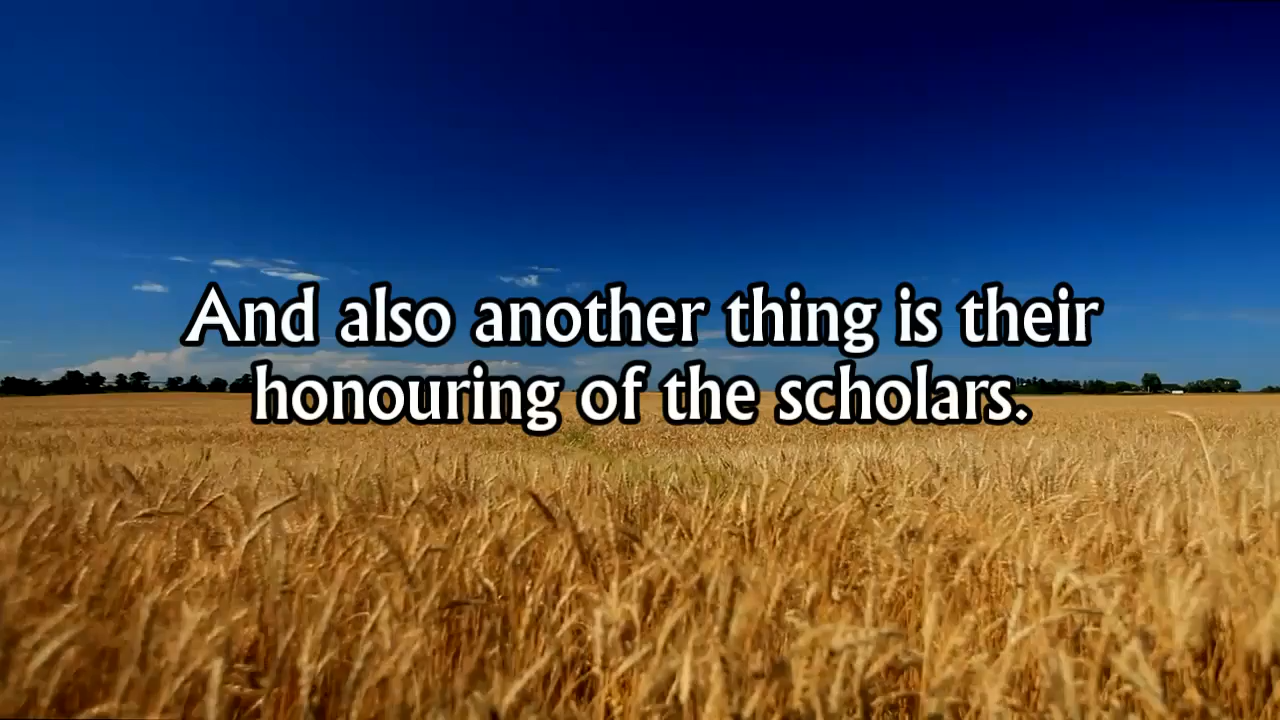 And also another thing is their
honouring of the scholars.